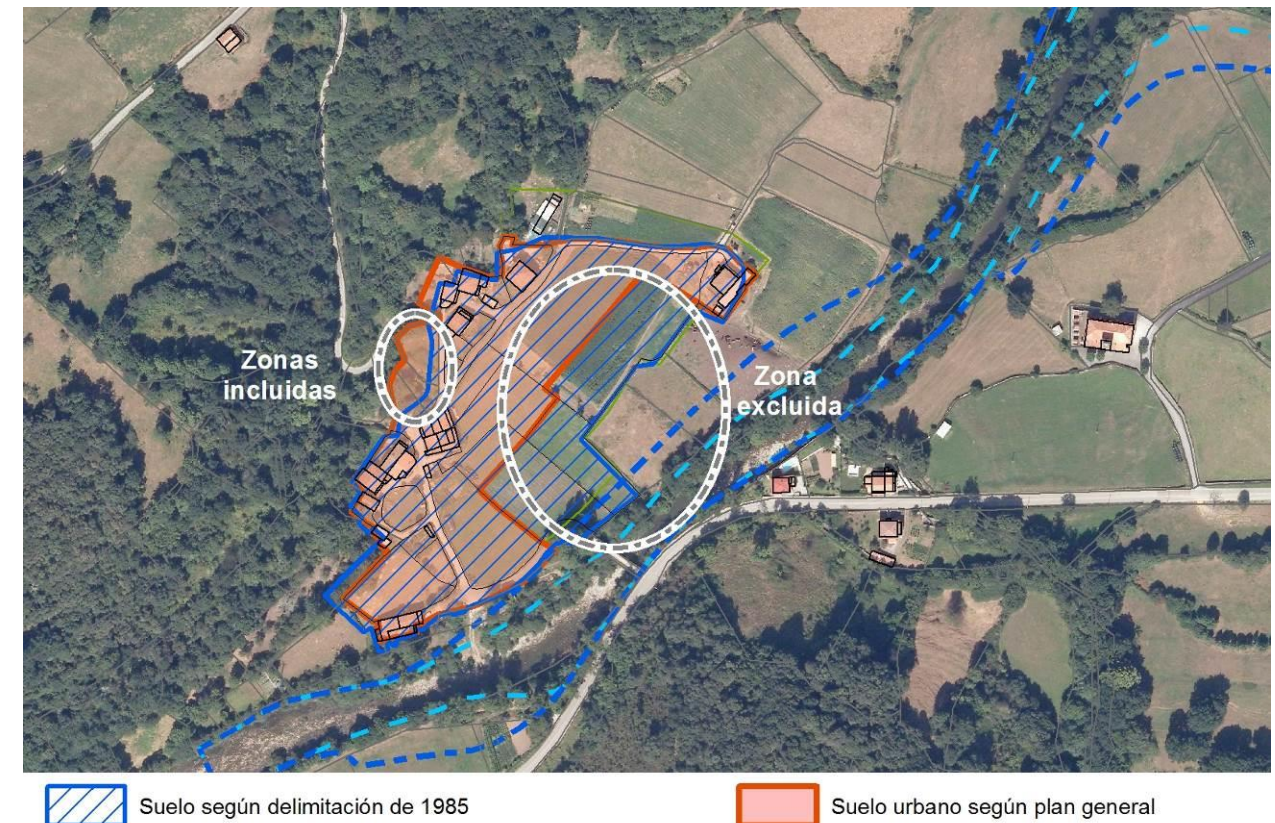 Zonas
incluidas
Zona
excluida
Suelo según delimitación de 1985
Suelo urbano según plan general